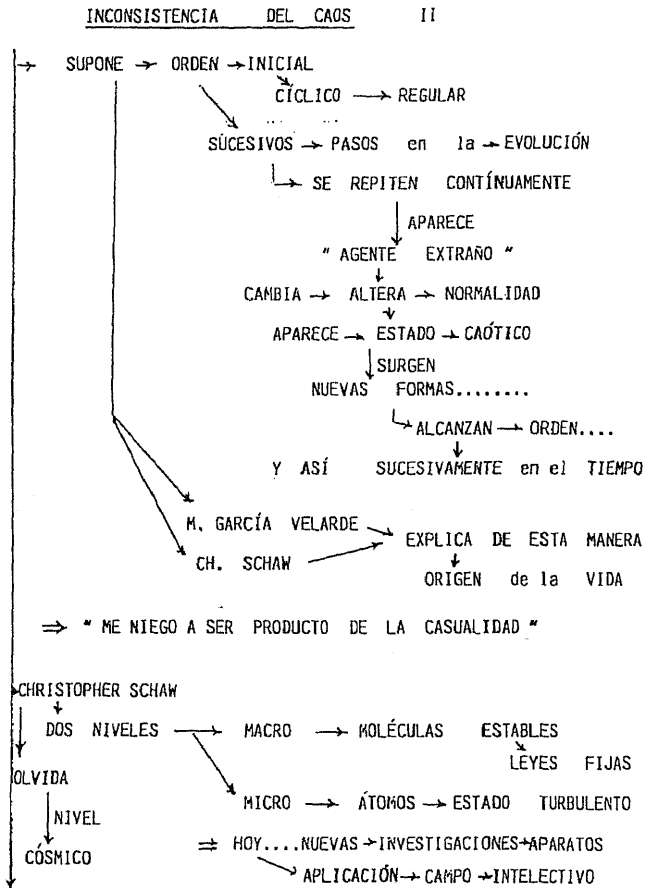 INCONSISTENCIA DEL CAOS II
SUPONE → ORDEN → INICIAL
CÍCLICO → REGULAR
SUCESIVOS → PASOS en la → EVOLUCIÓN
SE REPITEN CONTÍNUAMENTE
APARECE
" AGENTE EXTRAÑO "
CAMBIA → ALTERA → NORMALIDAD
APARECE → ESTADO → CAÓTICO
SURGEN
NUEVAS FORMAS........
ALCANZAN → ORDEN....
Y ASÍ SUCESIVAMENTE en el TIEMPO
M. GARCÍA VELARDE
EXPLICA DE ESTA MANERA
CH. SCHAW
ORIGEN de la VIDA
⇒ " ME NIEGO A SER PRODUCTO DE LA CASUALIDAD "
CHRISTOPHER SCHAW
DOS NIVELES → MACRO → MOLÉCULAS ESTABLES
LEYES FIJAS
OLVIDA
MICRO → ÁTOMOS → ESTADO TURBULENTO
NIVEL
⇒ HOY....NUEVAS → INVESTIGACIONES → APARATOS
CÓSMICO
APLICACIÓN → CAMPO → INTELECTIVO